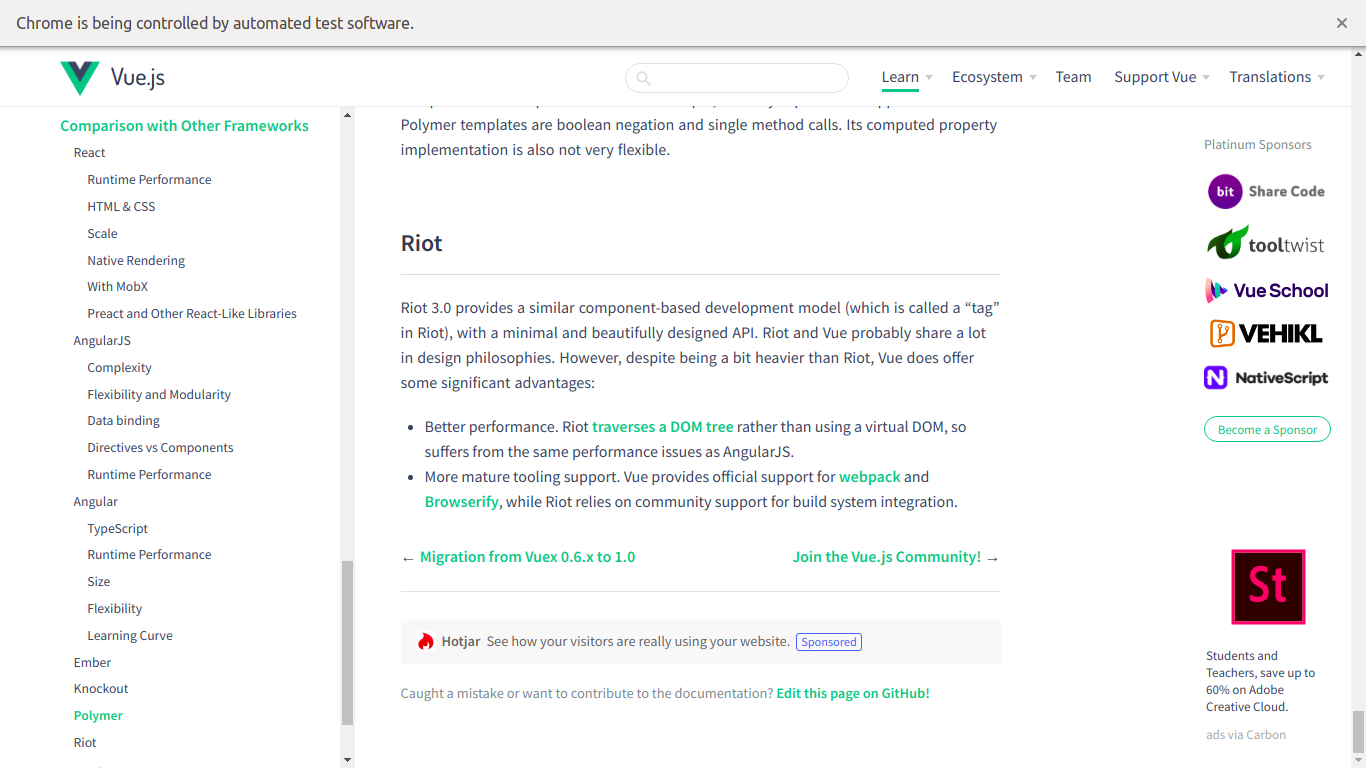 Chrome is being controlled by automated test software.
Vue.js
Learn
Ecosystem
Team
Support Vue
Translations
Comparison with Other Frameworks
React
Runtime Performance
HTML & CSS
Scale
Native Rendering
With MobX
Preact and Other React-Like Libraries
AngularJS
Complexity
Flexibility and Modularity
Data binding
Directives vs Components
Runtime Performance
Angular
TypeScript
Runtime Performance
Size
Flexibility
Learning Curve
Ember
Knockout
Polymer
Riot
Polymer templates are boolean negation and single method calls. Its computed property
implementation is also not very flexible.
Riot
Riot 3.0 provides a similar component-based development model (which is called a “tag”
in Riot), with a minimal and beautifully designed API. Riot and Vue probably share a lot
in design philosophies. However, despite being a bit heavier than Riot, Vue does offer
some significant advantages:
• Better performance. Riot traverses a DOM tree rather than using a virtual DOM, so
suffers from the same performance issues as AngularJS.
• More mature tooling support. Vue provides official support for webpack and
Browserify, while Riot relies on community support for build system integration.
← Migration from Vuex 0.6.x to 1.0
Join the Vue.js Community! →
Hotjar See how your visitors are really using your website. Sponsored
Caught a mistake or want to contribute to the documentation? Edit this page on GitHub!
Platinum Sponsors
bit Share Code
tooltwist
Vue School
VEHIKL
N NativeScript
Become a Sponsor
St
Students and
Teachers, save up to
60% on Adobe
Creative Cloud.
ads via Carbon